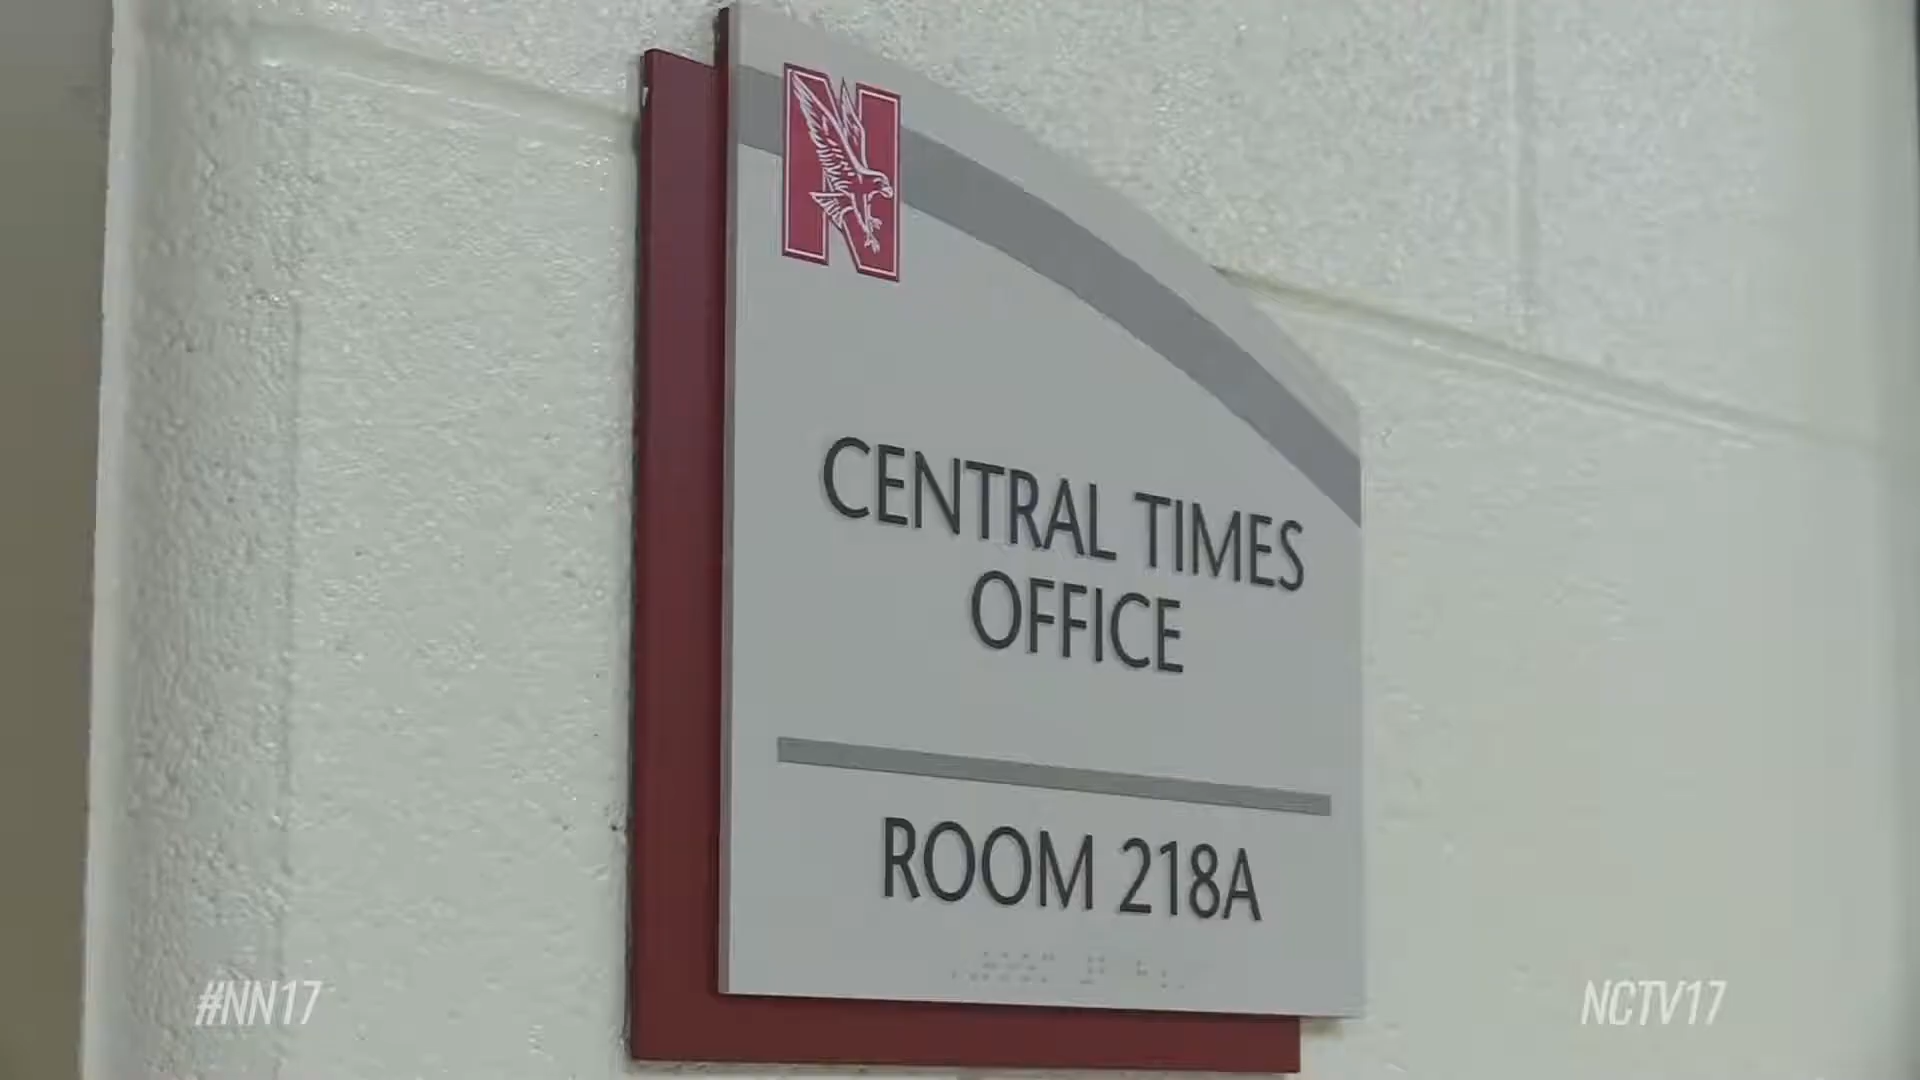 N
CENTRAL TIMES
OFFICE
ROOM 218A
#NN17
NCTV17